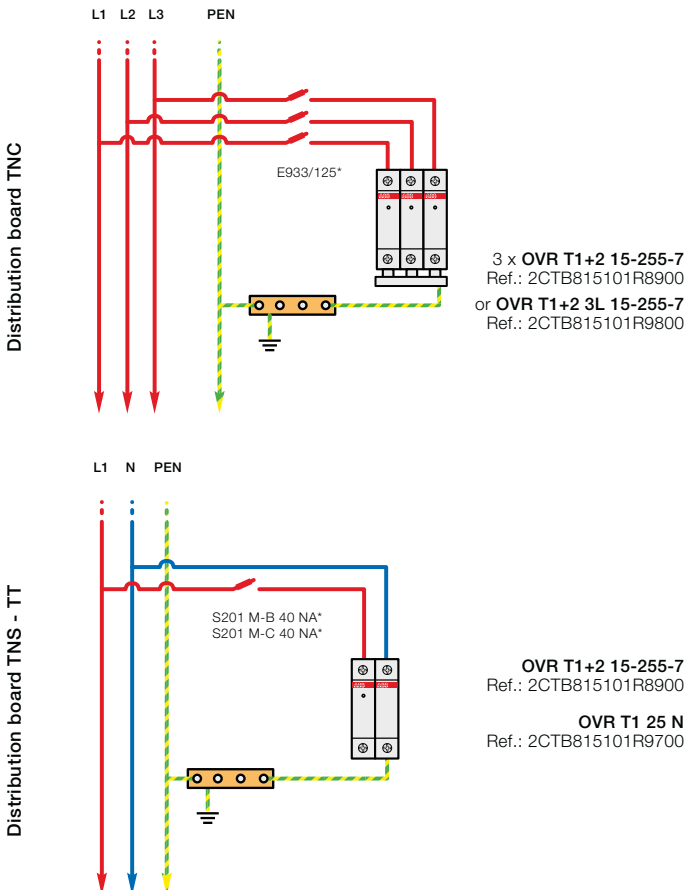 L1 L2 L3 PEN
Distribution board TNC
E933/125*
3 x OVR T1+2 15-255-7
Ref.: 2CTB815101R8900
or OVR T1+2 3L 15-255-7
Ref.: 2CTB815101R9800
L1 N PEN
Distribution board TNS - TT
S201 M-B 40 NA*
S201 M-C 40 NA*
OVR T1+2 15-255-7
Ref.: 2CTB815101R8900
OVR T1 25 N
Ref.: 2CTB815101R9700